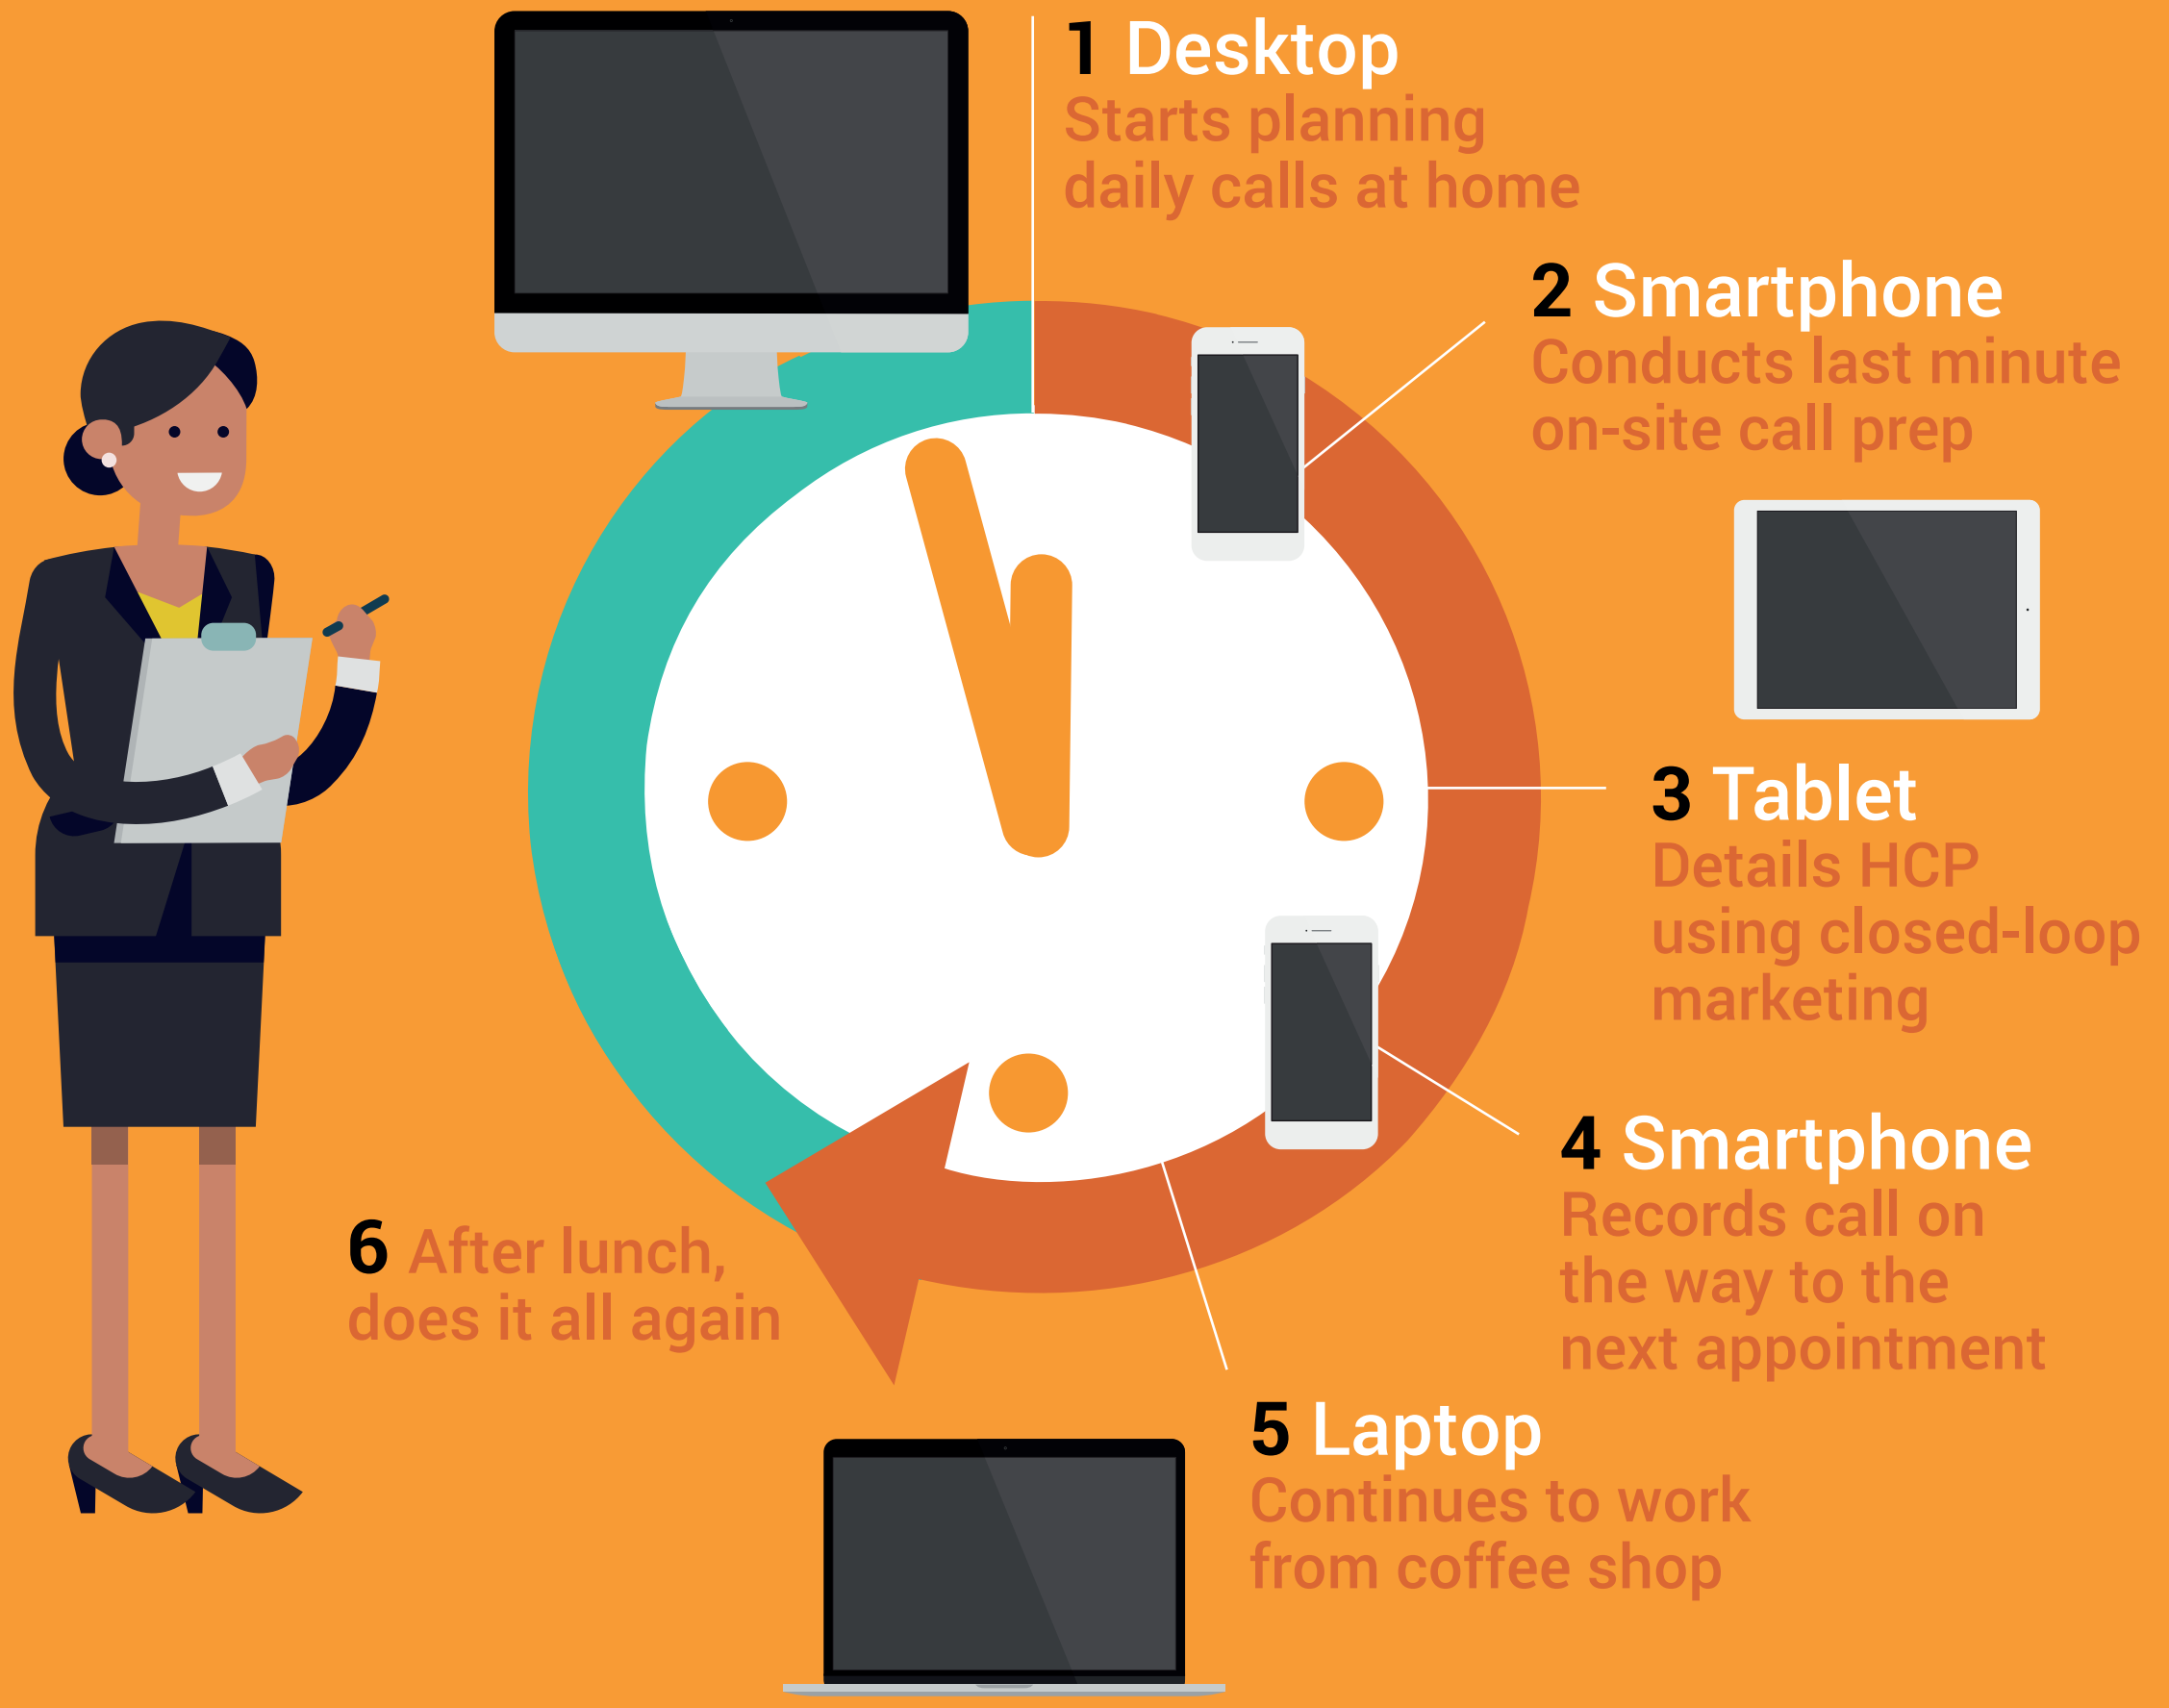 1 Desktop
Starts planning
daily calls at home
2 Smartphone
Conducts last minute
on-site call prep
3 Tablet
Details HCP
using closed-loop
marketing
4 Smartphone
Records call on
the way to the
next appointment
5 Laptop
Continues to work
from coffee shop
6 After lunch,
does it all again